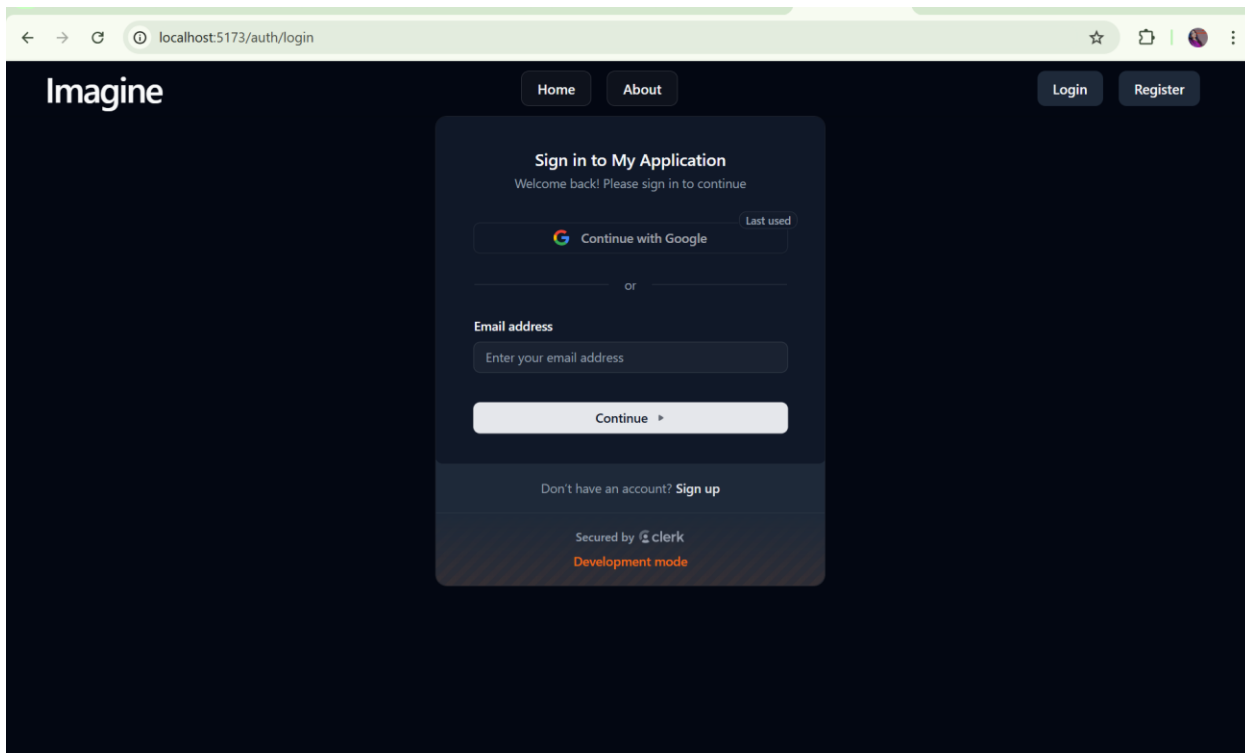 localhost:5173/auth/login
Imagine
Home
About
Login
Register
Sign in to My Application
Welcome back! Please sign in to continue
Last used
Continue with Google
or
Email address
Enter your email address
Continue
Don't have an account? Sign up
Secured by clerk
Development mode